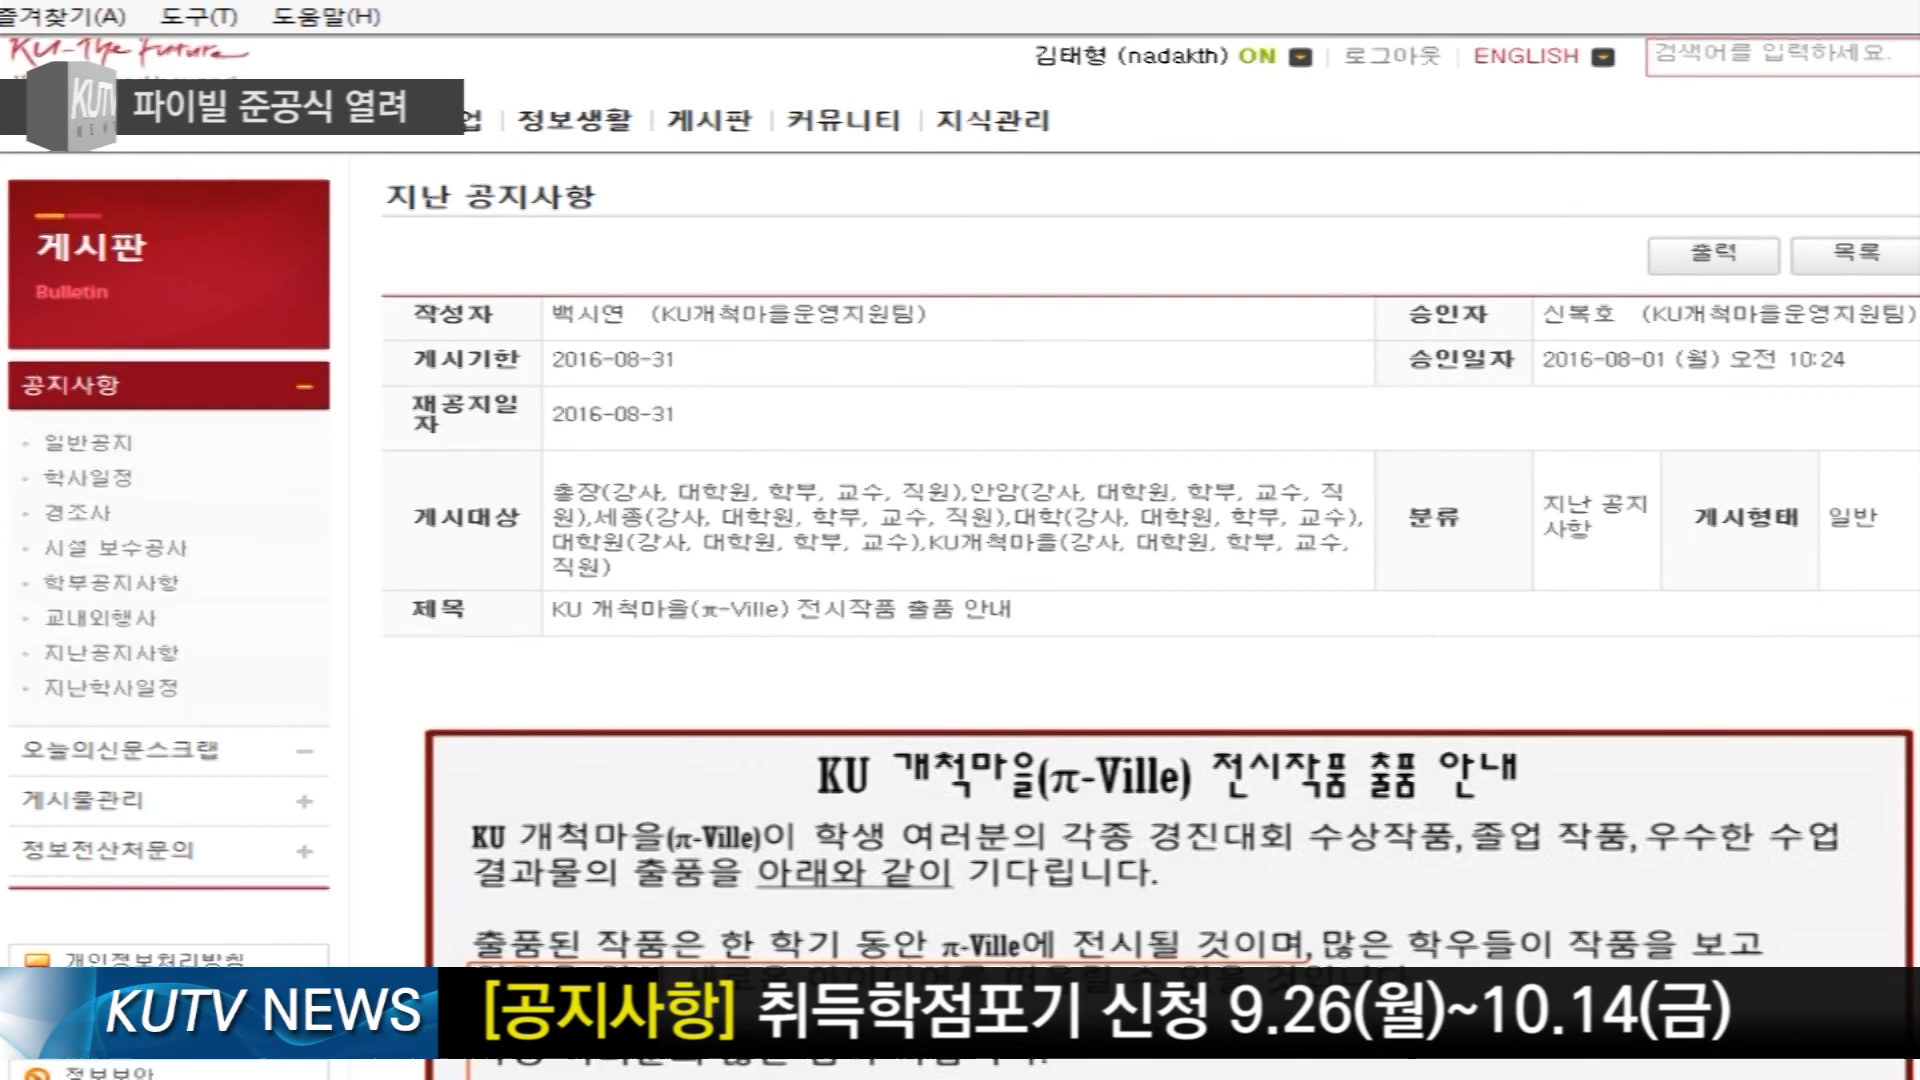 즐겨찾기(A) 도구(T) 도움말(H)
KU-The Future
김태형 (nadakth) ON 로그아웃 ENGLISH 검색어를 입력하세요.
KUTV NEWS
파이빌 준공식 열려
업 정보생활 게시판 커뮤니티 지식관리
게시판
Bulletin
공지사항
일반공지
학사일정
경조사
시설 보수공사
학부공지사항
교내외행사
지난공지사항
지난학사일정
오늘의신문스크랩
게시물관리
정보전산처문의
개인정보처리방침
정보보안
지난 공지사항
출력 목록
작성자 백시연 (KU개척마을운영지원팀) 승인자 신복호 (KU개척마을운영지원팀)
게시기한 2016-08-31 승인일자 2016-08-01 (월) 오전 10:24
재공지일
자 2016-08-31
게시대상
총장(강사, 대학원, 학부, 교수, 직원),안암(강사, 대학원, 학부, 교수, 직
원),세종(강사, 대학원, 학부, 교수, 직원),대학(강사, 대학원, 학부, 교수),
대학원(강사, 대학원, 학부, 교수),KU개척마을(강사, 대학원, 학부, 교수,
직원)
분류 지난 공지
사항
게시형태 일반
제목 KU 개척마을(π-Ville) 전시작품 출품 안내
KU 개척마을(π-Ville) 전시작품 출품 안내
KU 개척마을(π-Ville)이 학생 여러분의 각종 경진대회 수상작품, 졸업 작품, 우수한 수업
결과물의 출품을 아래와 같이 기다립니다.
출품된 작품은 한 학기 동안 π-Ville에 전시될 것이며, 많은 학우들이 작품을 보고
KUTV NEWS [공지사항] 취득학점포기 신청 9.26(월)~10.14(금)